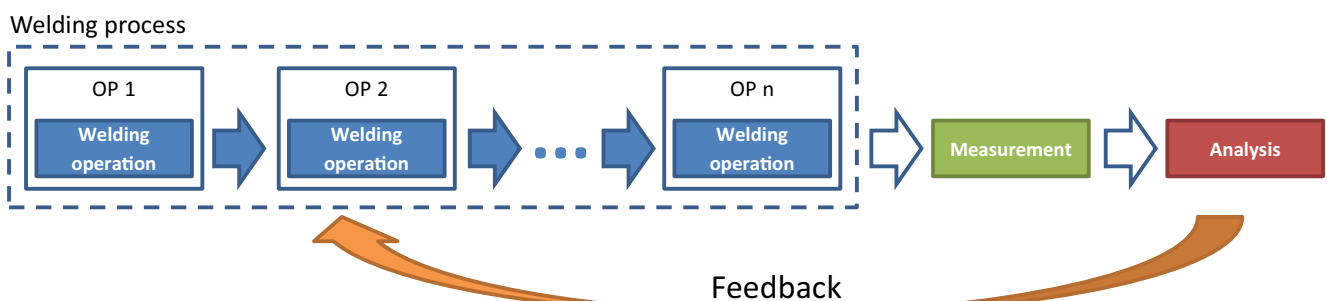 Welding process
OP 1
Welding
operation
OP 2
Welding
operation
OP n
Welding
operation
Measurement
Analysis
Feedback